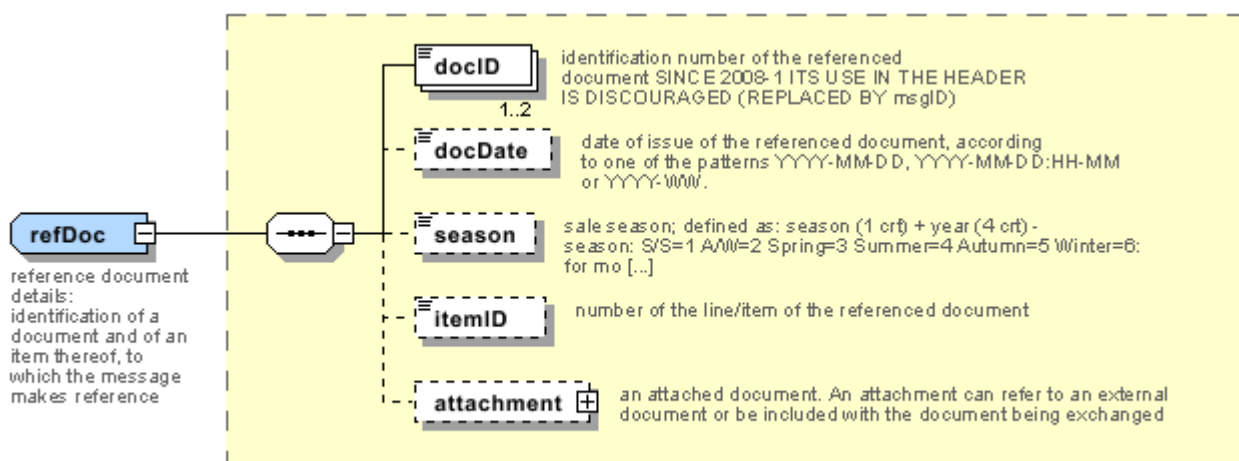 docID
1..2
identification number of the referenced
document SINCE 2008-1 ITS USE IN THE HEADER
IS DISCOURAGED (REPLACED BY msgID)
docDate
date of issue of the referenced document, according
to one of the patterns YYYY-MM-DD, YYYY-MM-DD:HH-MM
or YYYY-WW.
refDoc
reference document
details:
identification of a
document and of an
item thereof, to
which the message
makes reference
season
sale season; defined as: season (1 crt) + year (4 crt) -
season: S/S=1 A/W=2 Spring=3 Summer=4 Autumn=5 Winter=6:
for mo [...]
itemID
number of the line/item of the referenced document
attachment
an attached document. An attachment can refer to an external
document or be included with the document being exchanged